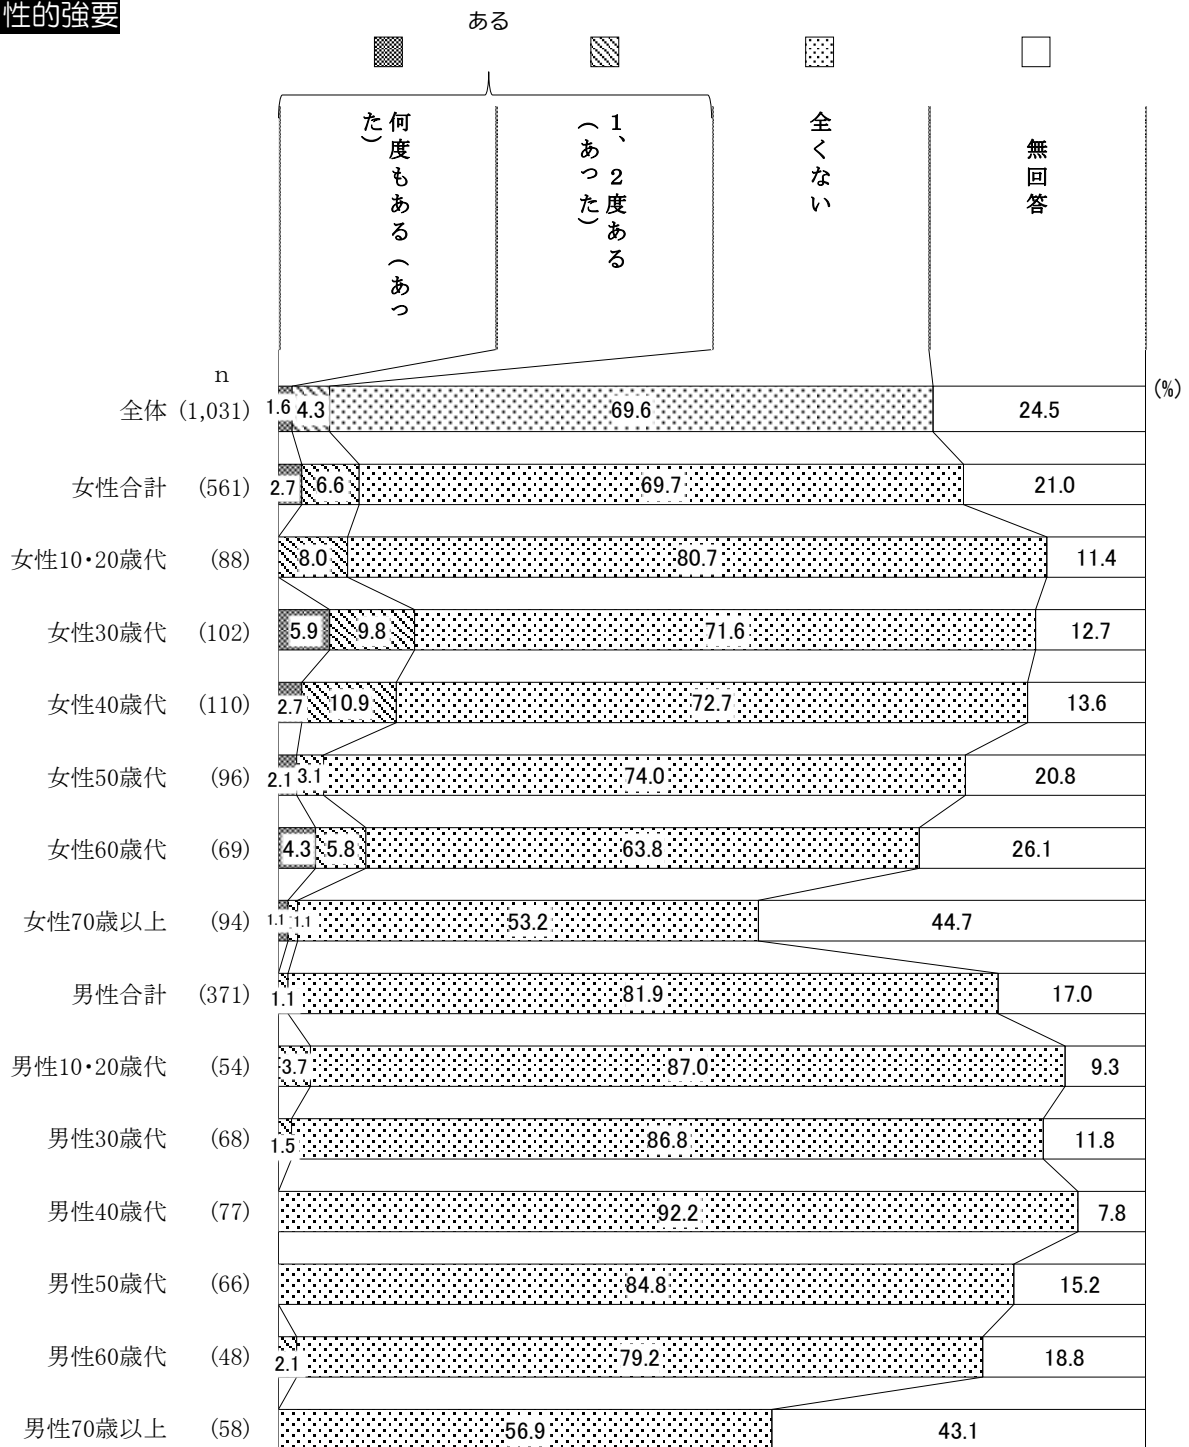 性的強要
ある
何度もある（あっ
た）
１、２度ある
（あった）
全くない
無回答
n
(%)
全体 (1,031) 1.6 4.3 69.6 24.5
女性合計 (561) 2.7 6.6 69.7 21.0
女性10・20歳代 (88) 8.0 80.7 11.4
女性30歳代 (102) 5.9 9.8 71.6 12.7
女性40歳代 (110) 2.7 10.9 72.7 13.6
女性50歳代 (96) 2.1 3.1 74.0 20.8
女性60歳代 (69) 4.3 5.8 63.8 26.1
女性70歳以上 (94) 1.1 1.1 53.2 44.7
男性合計 (371) 1.1 81.9 17.0
男性10・20歳代 (54) 3.7 87.0 9.3
男性30歳代 (68) 1.5 86.8 11.8
男性40歳代 (77) 92.2 7.8
男性50歳代 (66) 84.8 15.2
男性60歳代 (48) 2.1 79.2 18.8
男性70歳以上 (58) 56.9 43.1